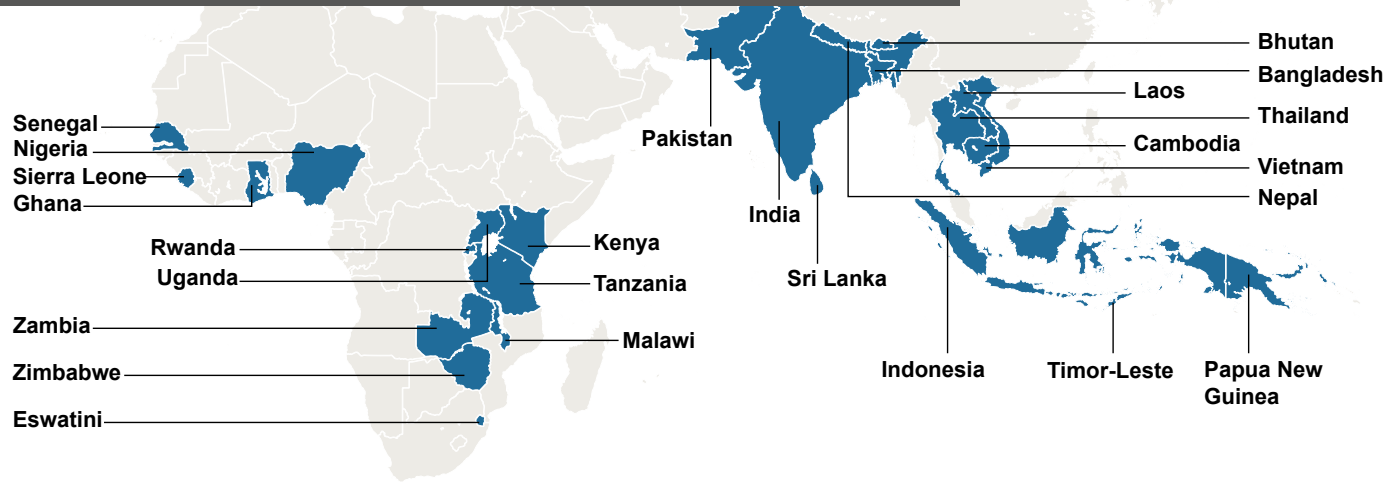 Senegal
Nigeria
Sierra Leone
Ghana
Rwanda
Uganda
Zambia
Zimbabwe
Eswatini
Kenya
Tanzania
Malawi
Pakistan
India
Sri Lanka
Bhutan
Bangladesh
Laos
Thailand
Cambodia
Vietnam
Nepal
Indonesia
Timor-Leste
Papua New
Guinea